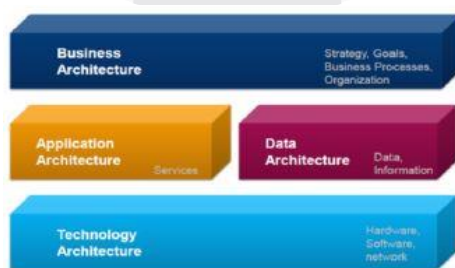 Business
Architecture
Strategy, Goals,
Business Processes,
Organization
Application
Architecture
Services
Data
Architecture
Data,
Information
Technology
Architecture
Hardware,
Software,
network